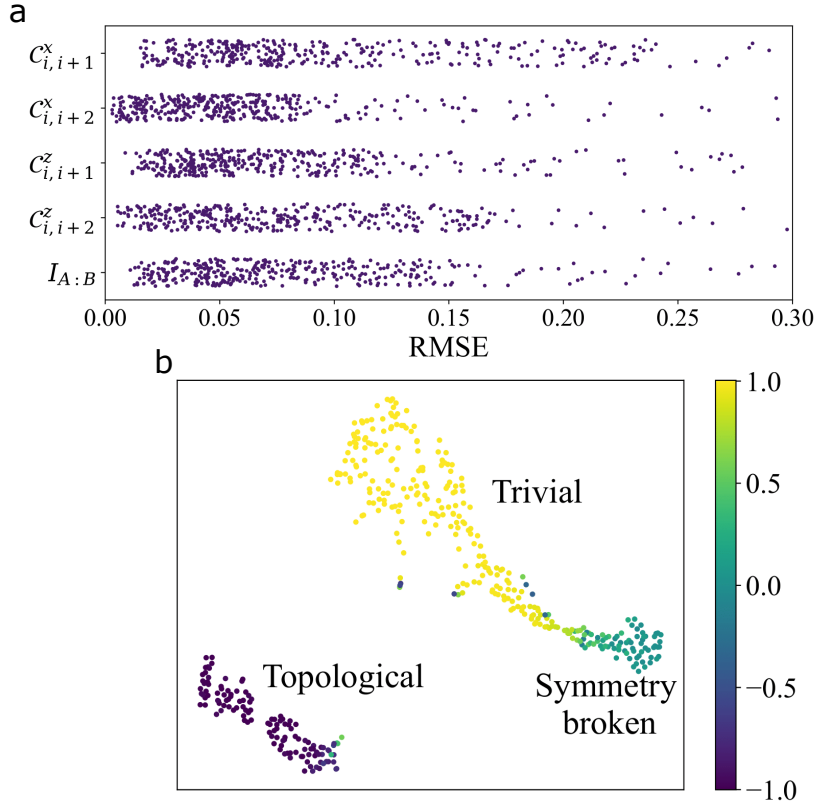 a
C^x_{i,i+1}
C^x_{i,i+2}
C^z_{i,i+1}
C^z_{i,i+2}
I_{A:B}
0.00 0.05 0.10 0.15 0.20 0.25 0.30
RMSE
b
1.0
Trivial
0.5
0.0
Topological
Symmetry
broken
−0.5
−1.0